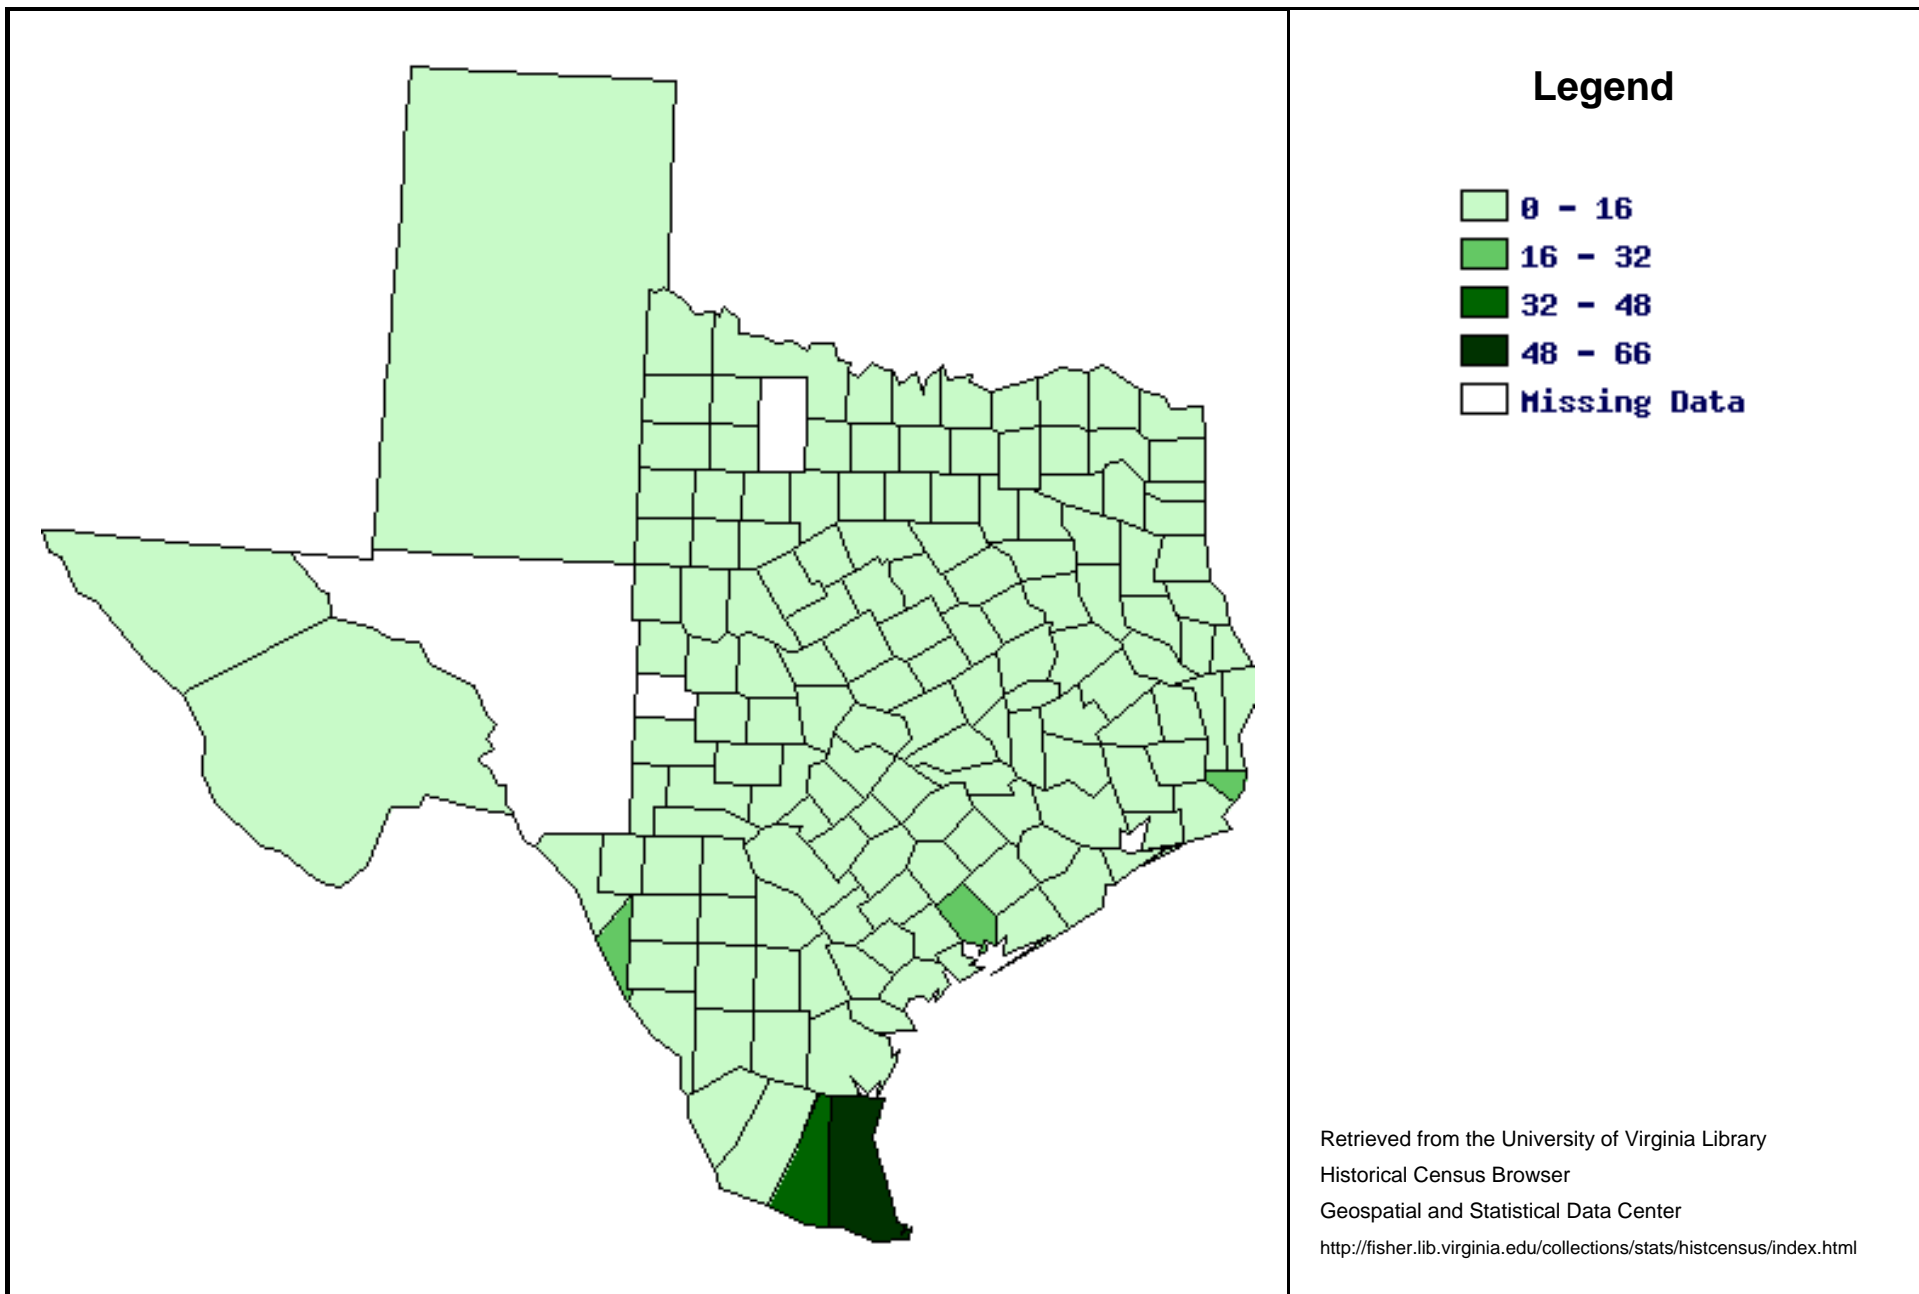 Legend
0 - 16
16 - 32
32 - 48
48 - 66
Missing Data
Retrieved from the University of Virginia Library
Historical Census Browser
Geospatial and Statistical Data Center
http://fisher.lib.virginia.edu/collections/stats/histcensus/index.html